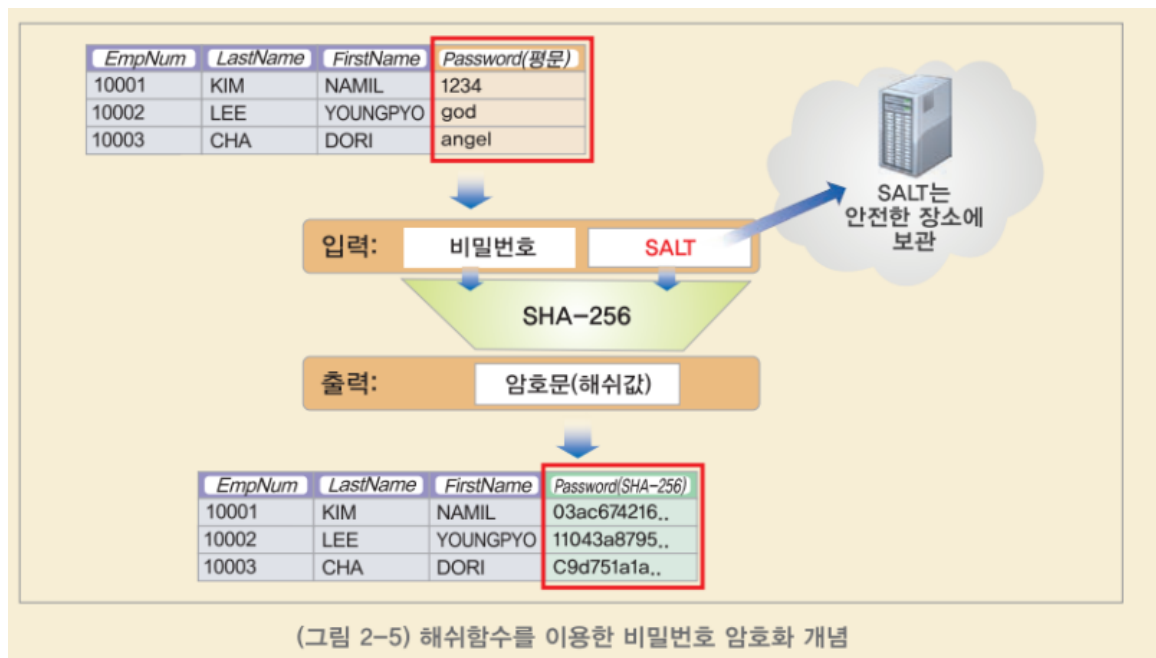 EmpNum LastName FirstName Password(평문)
10001 KIM NAMIL 1234
10002 LEE YOUNGPYO god
10003 CHA DORI angel
SALT는
안전한 장소에
보관
입력: 비밀번호 SALT
SHA-256
출력: 암호문(해쉬값)
EmpNum LastName FirstName Password(SHA-256)
10001 KIM NAMIL 03ac674216..
10002 LEE YOUNGPYO 11043a8795..
10003 CHA DORI C9d751a1a..
(그림 2-5) 해쉬함수를 이용한 비밀번호 암호화 개념